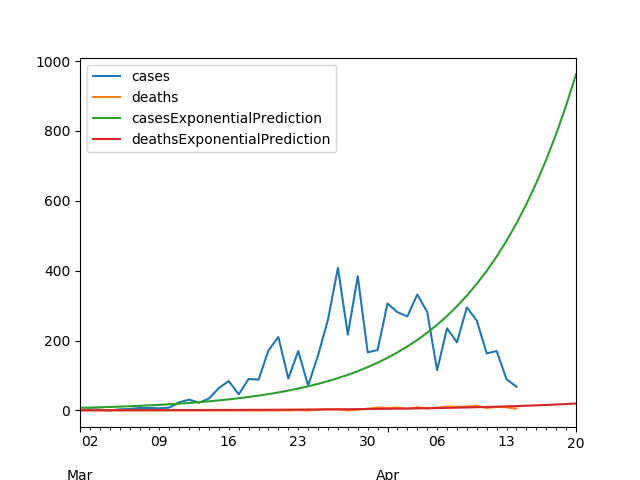 1000
800
600
400
200
0
cases
deaths
casesExponentialPrediction
deathsExponentialPrediction
02 09 16 23 30 06 13 20
Mar Apr